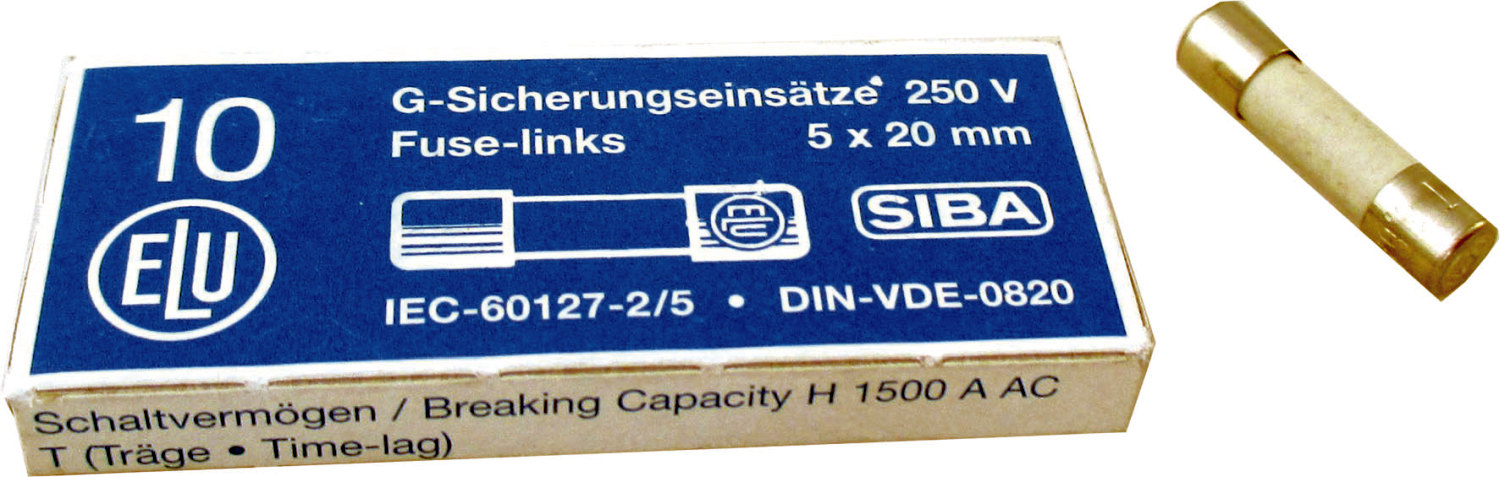 10
ELU
G-Sicherungseinsätze 250 V
Fuse-links 5 x 20 mm
ELU
SIBA
IEC-60127-2/5 • DIN-VDE-0820
Schaltvermögen / Breaking Capacity H 1500 A AC
T (Träge • Time-lag)